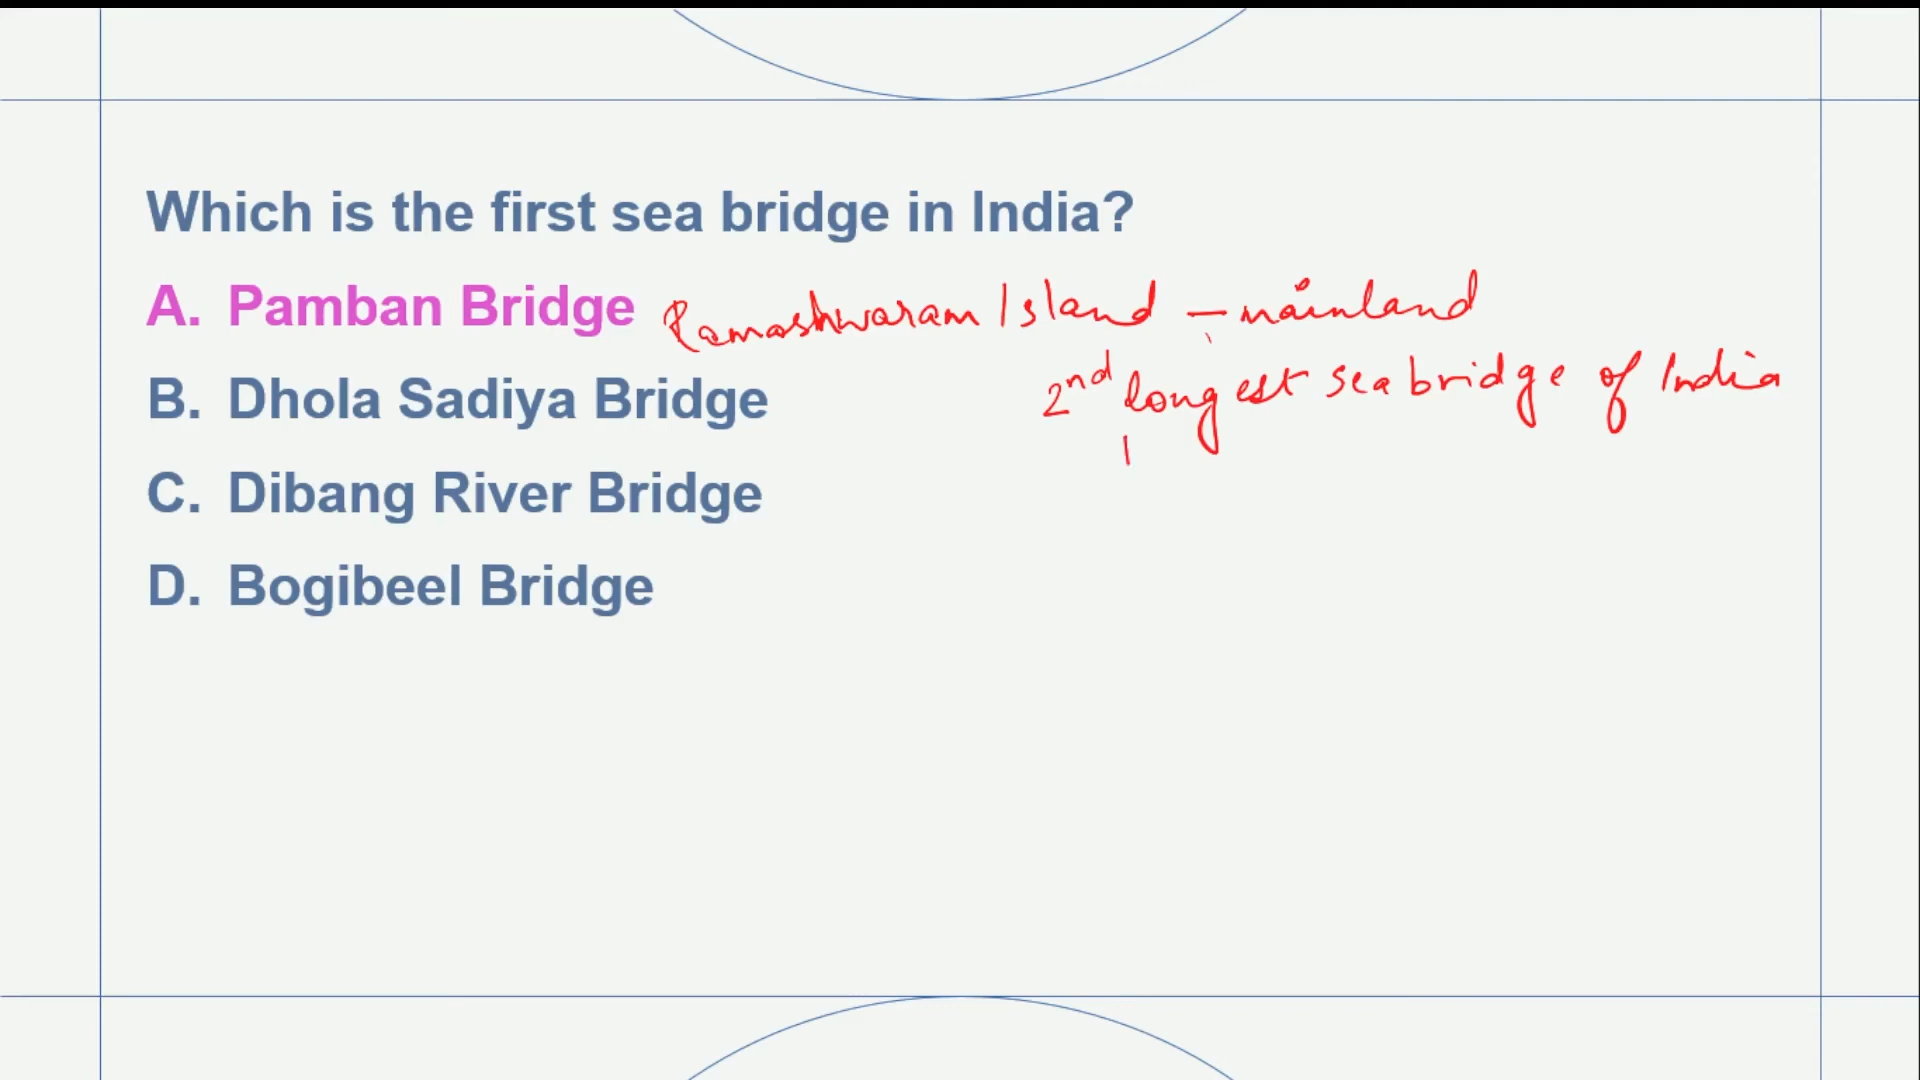 Which is the first sea bridge in India?
A. Pamban Bridge Ramashwaram Island - mainland
2nd longest sea bridge of India
B. Dhola Sadiya Bridge
C. Dibang River Bridge
D. Bogibeel Bridge